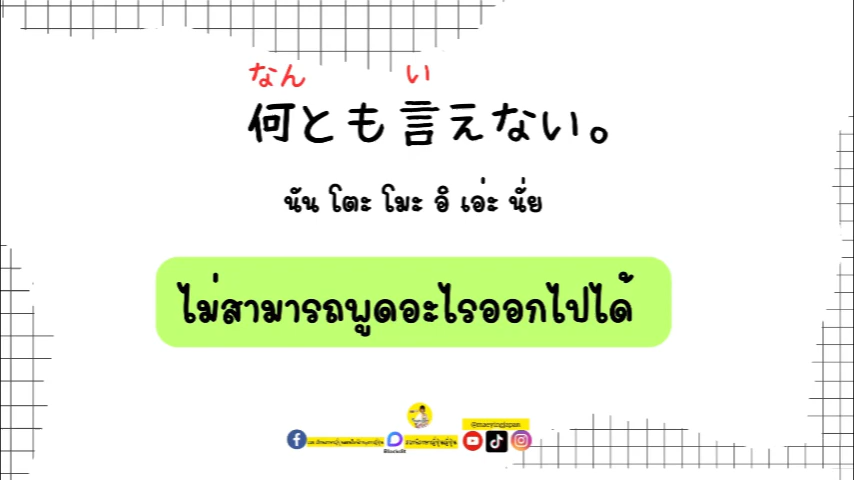 なん い
何とも言えない。
นัน โตะ โมะ อิ เอ่ะ นั่ย
ไม่สามารถพูดอะไรออกไปได้
@maeyingjapan
Blockdit